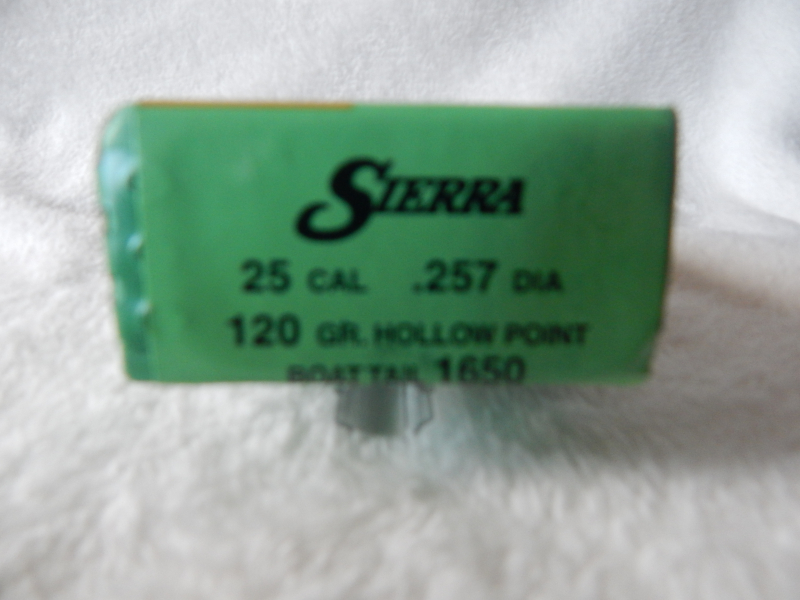 SIERRA
25 CAL .257 DIA
120 GR. HOLLOW POINT
BOAT TAIL 1650